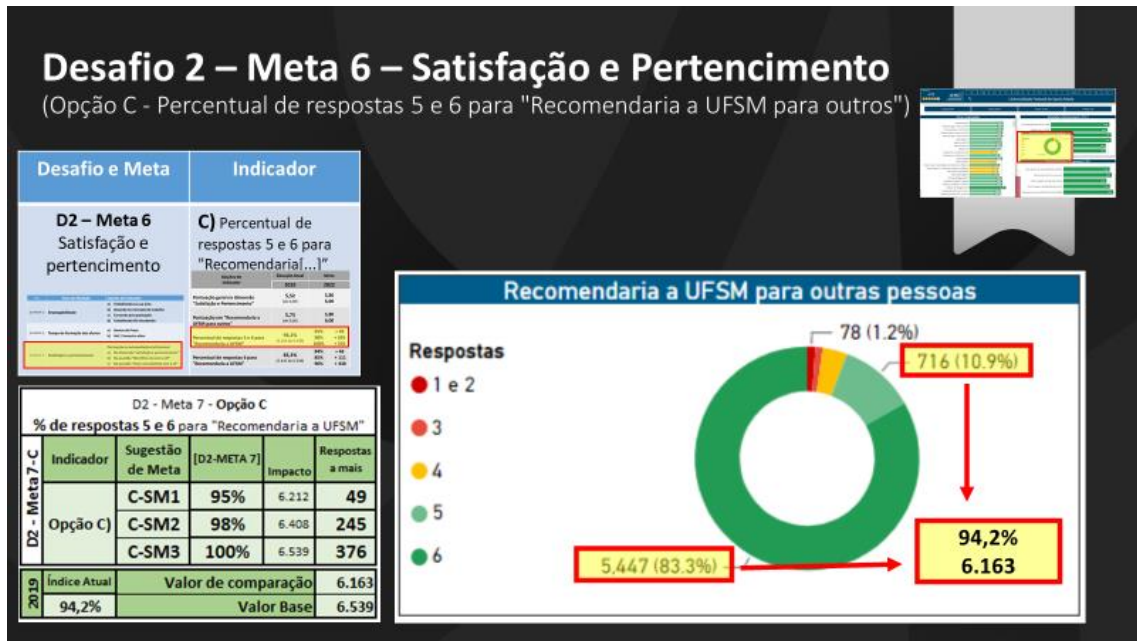 Desafio 2 – Meta 6 – Satisfação e Pertencimento
(Opção C - Percentual de respostas 5 e 6 para "Recomendaria a UFSM para outros")
Desafio e Meta
Indicador
D2 – Meta 6
Satisfação e
pertencimento
C) Percentual de
respostas 5 e 6 para
"Recomendaria[...]"
D2 - Meta 7 - Opção C
% de respostas 5 e 6 para "Recomendaria a UFSM"
D2 - Meta 7 - C
Indicador
Sugestão
de Meta
[D2-META 7]
Impacto
Respostas
a mais
Opção C)
C-SM1 95% 6.212 49
C-SM2 98% 6.408 245
C-SM3 100% 6.539 376
2019
Índice Atual
94,2%
Valor de comparação 6.163
Valor Base 6.539
Recomendaria a UFSM para outras pessoas
Respostas
1 e 2
3
4
5
6
78 (1.2%)
716 (10.9%)
5,447 (83.3%)
94,2%
6.163